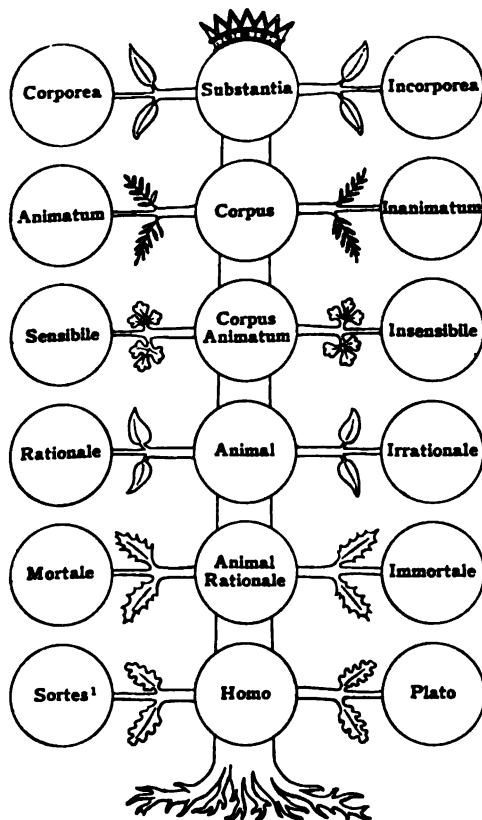 Corporea
Substantia
Incorporea
Animatum
Corpus
Inanimatum
Sensibile
Corpus
Animatum
Insensibile
Rationale
Animal
Irrationale
Mortale
Animal
Rationale
Immortale
Sortes¹
Homo
Plato